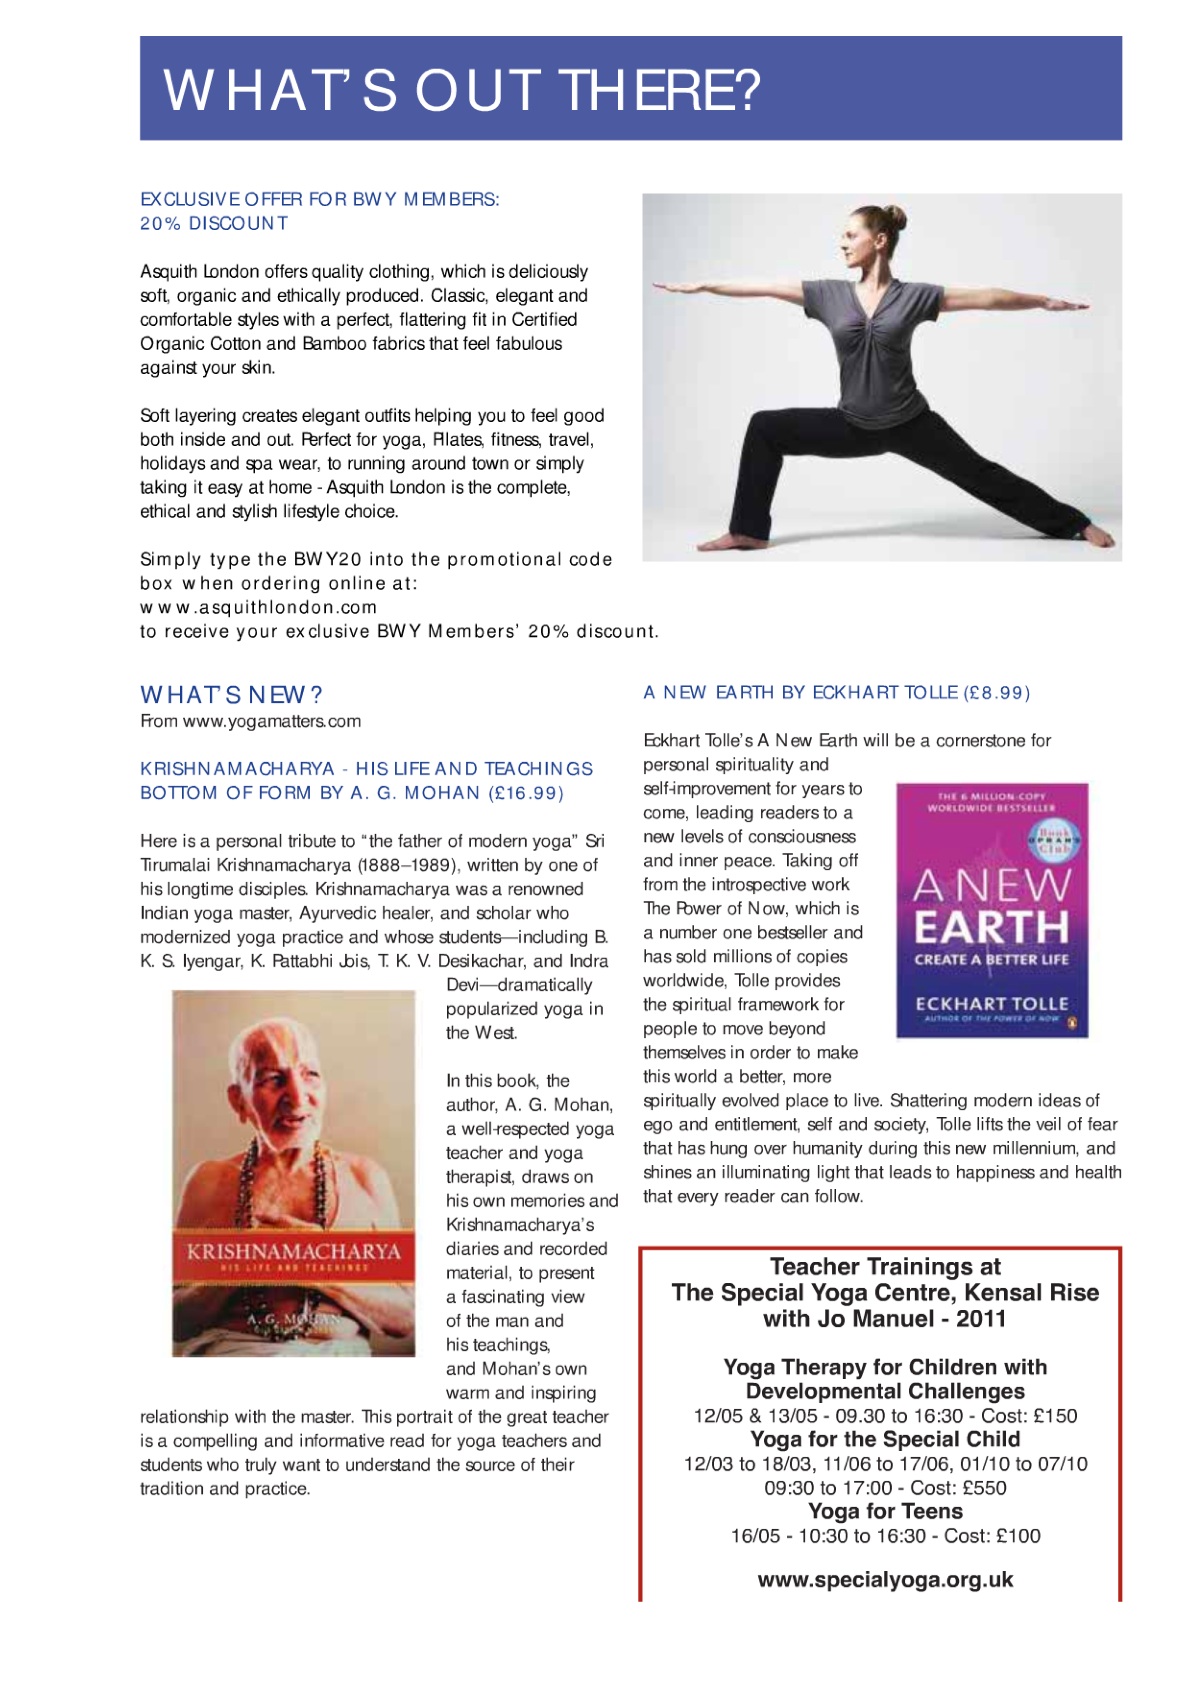 WHAT'S OUT THERE?
EXCLUSIVE OFFER FOR BWY MEMBERS:
20% DISCOUNT
Asquith London offers quality clothing, which is deliciously
soft, organic and ethically produced. Classic, elegant and
comfortable styles with a perfect, flattering fit in Certified
Organic Cotton and Bamboo fabrics that feel fabulous
against your skin.
Soft layering creates elegant outfits helping you to feel good
both inside and out. Perfect for yoga, Pilates, fitness, travel,
holidays and spa wear, to running around town or simply
taking it easy at home - Asquith London is the complete,
ethical and stylish lifestyle choice.
Simply type the BWY20 into the promotional code
box when ordering online at:
www.asquithlondon.com
to receive your exclusive BWY Members' 20% discount.
WHAT'S NEW?
From www.yogamatters.com
KRISHNAMACHARYA - HIS LIFE AND TEACHINGS
BOTTOM OF FORM BY A. G. MOHAN (£16.99)
Here is a personal tribute to "the father of modern yoga" Sri
Tirumalai Krishnamacharya (1888–1989), written by one of
his longtime disciples. Krishnamacharya was a renowned
Indian yoga master, Ayurvedic healer, and scholar who
modernized yoga practice and whose students—including B.
K. S. Iyengar, K. Pattabhi Jois, T. K. V. Desikachar, and Indra
Devi—dramatically
popularized yoga in
the West.
In this book, the
author, A. G. Mohan,
a well-respected yoga
teacher and yoga
therapist, draws on
his own memories and
Krishnamacharya's
diaries and recorded
material, to present
a fascinating view
of the man and
his teachings,
and Mohan's own
warm and inspiring
relationship with the master. This portrait of the great teacher
is a compelling and informative read for yoga teachers and
students who truly want to understand the source of their
tradition and practice.
KRISHNAMACHARYA
HIS LIFE AND TEACHINGS
A. G. MOHAN
A NEW EARTH BY ECKHART TOLLE (£8.99)
Eckhart Tolle's A New Earth will be a cornerstone for
personal spirituality and
self-improvement for years to
come, leading readers to a
new levels of consciousness
and inner peace. Taking off
from the introspective work
The Power of Now, which is
a number one bestseller and
has sold millions of copies
worldwide, Tolle provides
the spiritual framework for
people to move beyond
themselves in order to make
this world a better, more
spiritually evolved place to live. Shattering modern ideas of
ego and entitlement, self and society, Tolle lifts the veil of fear
that has hung over humanity during this new millennium, and
shines an illuminating light that leads to happiness and health
that every reader can follow.
THE 6 MILLION-COPY
WORLDWIDE BESTSELLER
Book
OPRAH'S
Club
A NEW
EARTH
CREATE A BETTER LIFE
ECKHART TOLLE
AUTHOR OF THE POWER OF NOW
Teacher Trainings at
The Special Yoga Centre, Kensal Rise
with Jo Manuel - 2011
Yoga Therapy for Children with
Developmental Challenges
12/05 & 13/05 - 09.30 to 16:30 - Cost: £150
Yoga for the Special Child
12/03 to 18/03, 11/06 to 17/06, 01/10 to 07/10
09:30 to 17:00 - Cost: £550
Yoga for Teens
16/05 - 10:30 to 16:30 - Cost: £100
www.specialyoga.org.uk